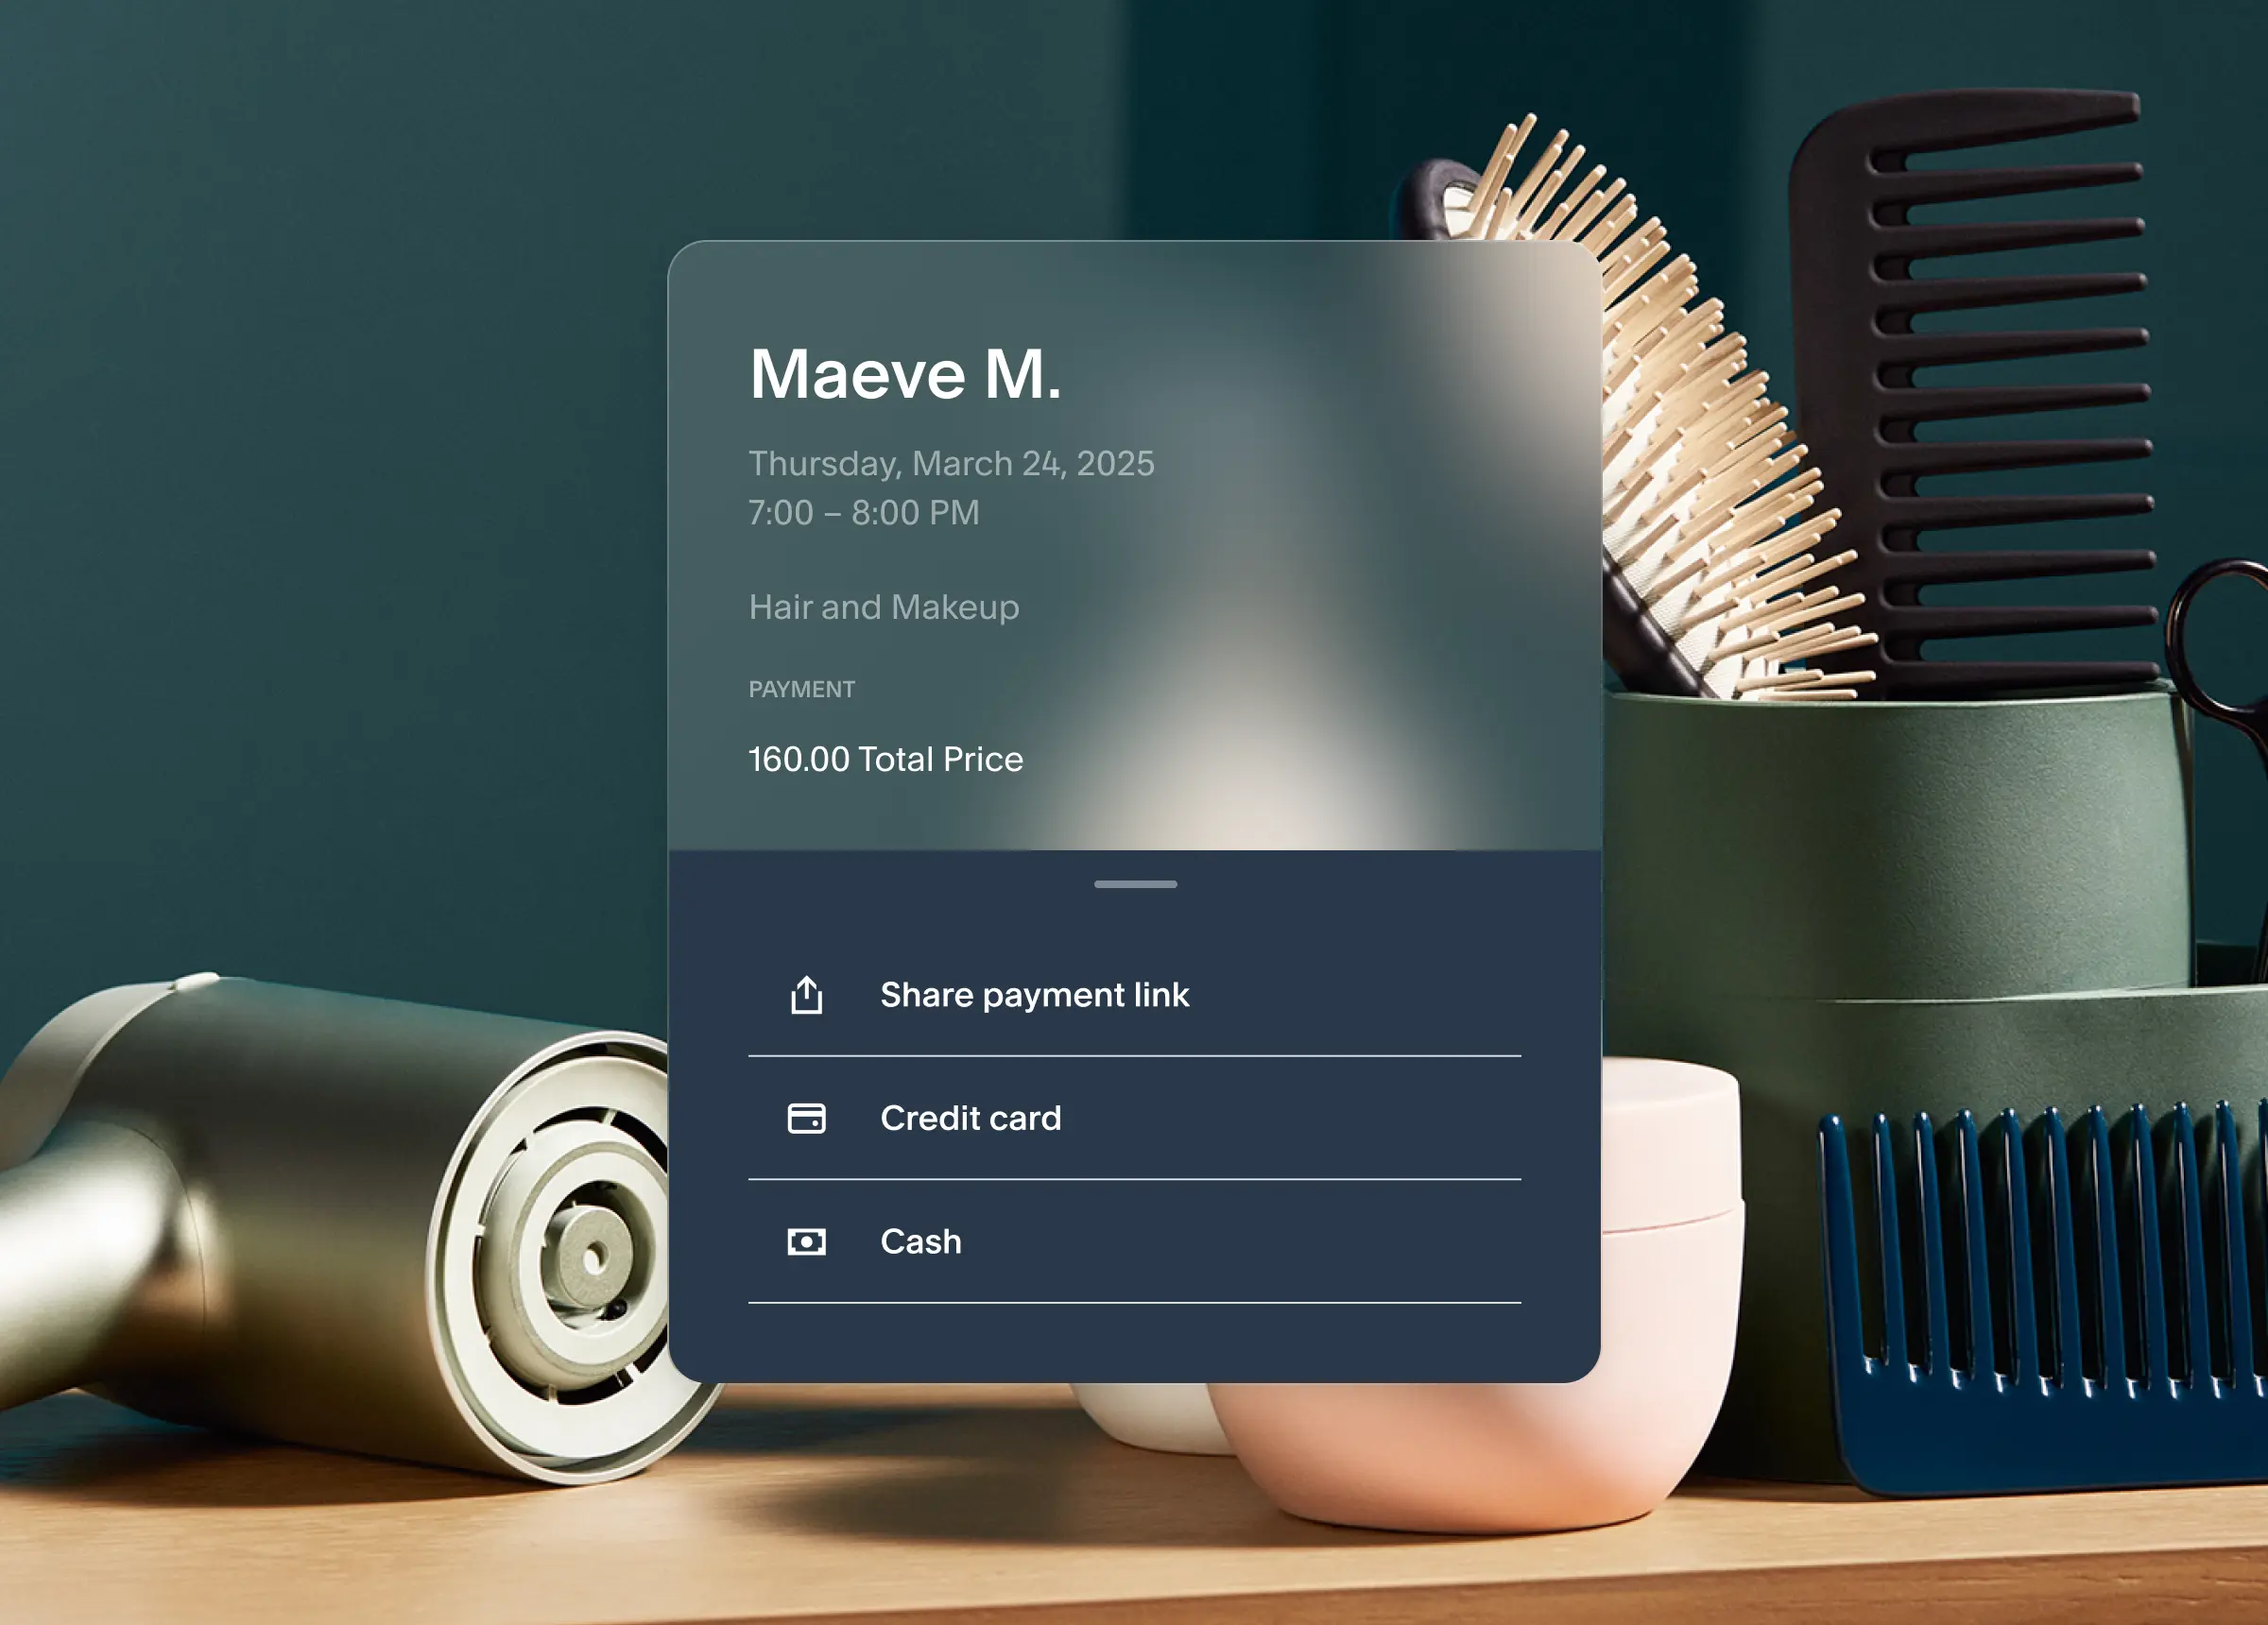 Maeve M.
Thursday, March 24, 2025
7:00 – 8:00 PM
Hair and Makeup
PAYMENT
160.00 Total Price
Share payment link
Credit card
Cash